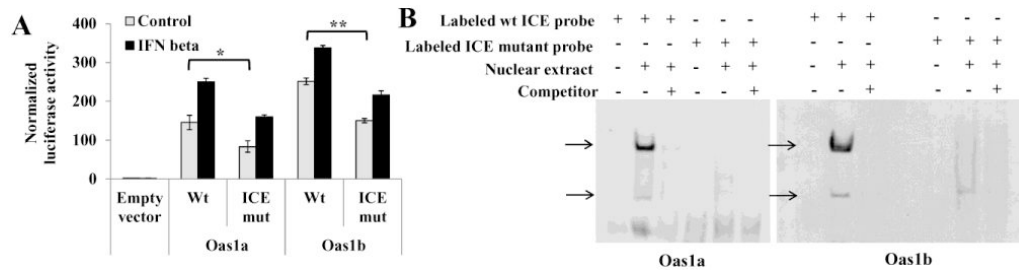 A
Normalized luciferase activity
400
300
200
100
0
Control
IFN beta
*
**
Empty vector
Wt
ICE mut
Wt
ICE mut
Oas1a
Oas1b
B
Labeled wt ICE probe + + + - - - + + + - - -
Labeled ICE mutant probe - - - + + + - - - + + +
Nuclear extract - + + - + + - + + - + +
Competitor - - + - - + - - + - - +
Oas1a
Oas1b